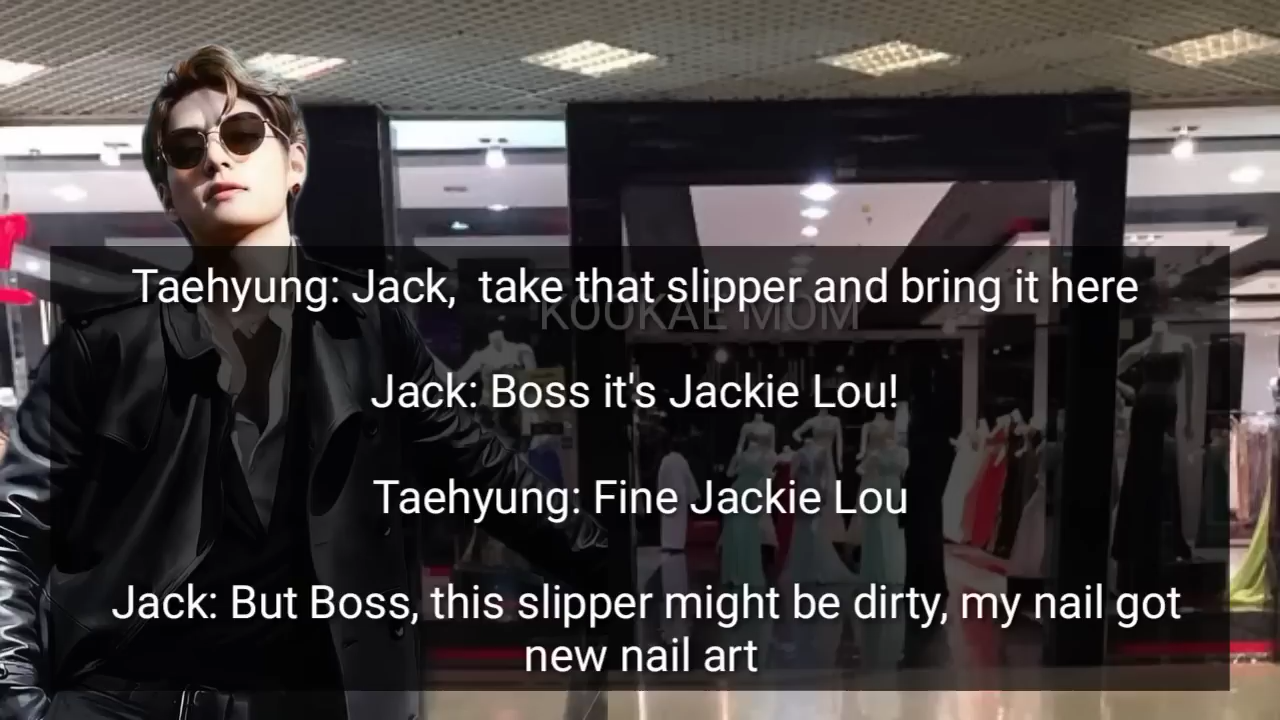 Taehyung: Jack,  take that slipper and bring it here
KOOKAE MOM
Jack: Boss it's Jackie Lou!
Taehyung: Fine Jackie Lou
Jack: But Boss, this slipper might be dirty, my nail got
new nail art